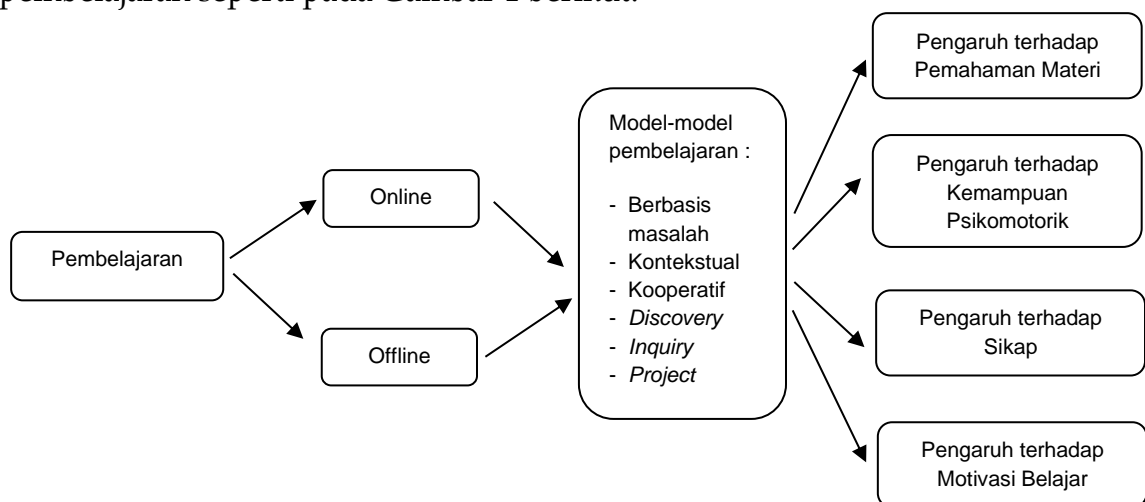 pembelajaran seperti pada Gambar 1 berikut.
Pembelajaran
Online
Offline
Model-model
pembelajaran :
- Berbasis
masalah
- Kontekstual
- Kooperatif
- Discovery
- Inquiry
- Project
Pengaruh terhadap
Pemahaman Materi
Pengaruh terhadap
Kemampuan
Psikomotorik
Pengaruh terhadap
Sikap
Pengaruh terhadap
Motivasi Belajar